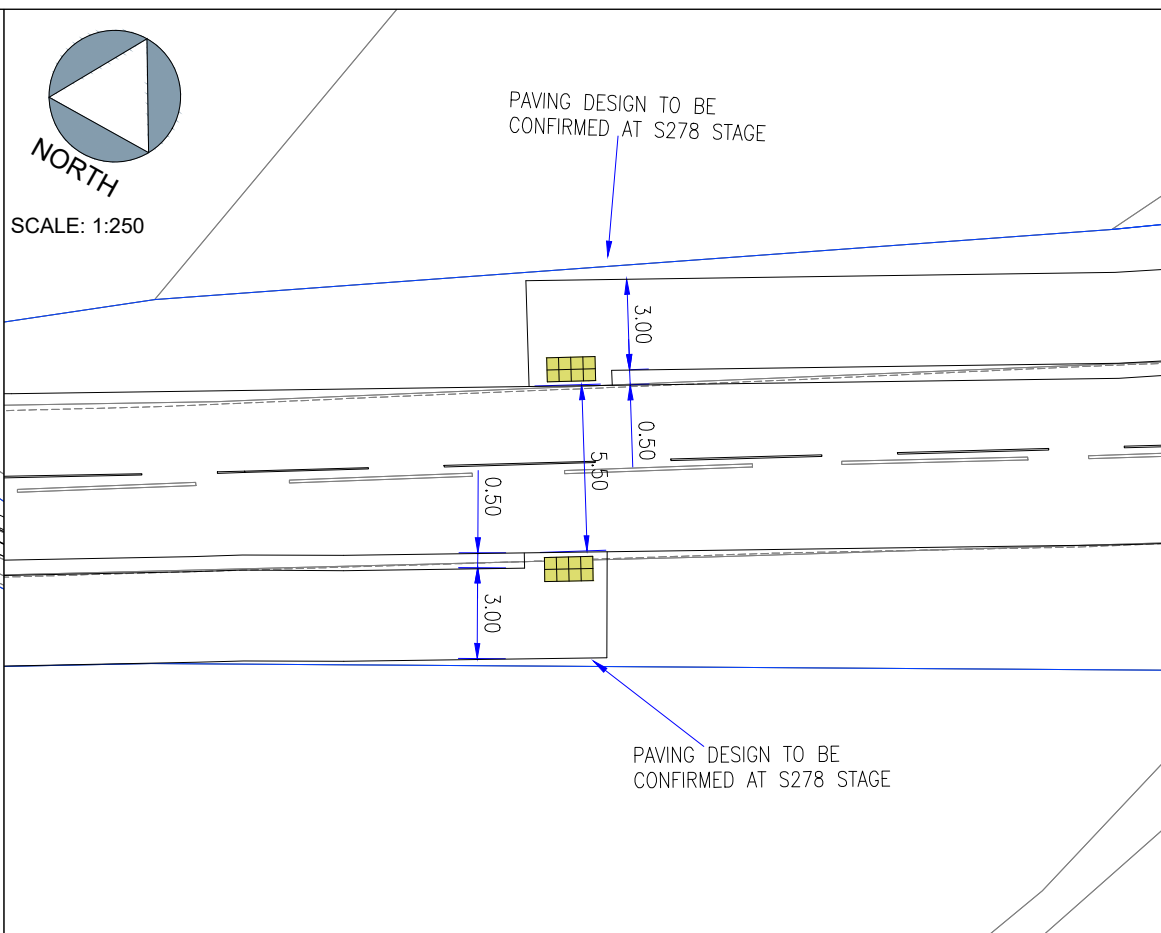 NORTH
SCALE: 1:250
PAVING DESIGN TO BE
CONFIRMED AT S278 STAGE
3.00
0.50
5.50
0.50
3.00
PAVING DESIGN TO BE
CONFIRMED AT S278 STAGE